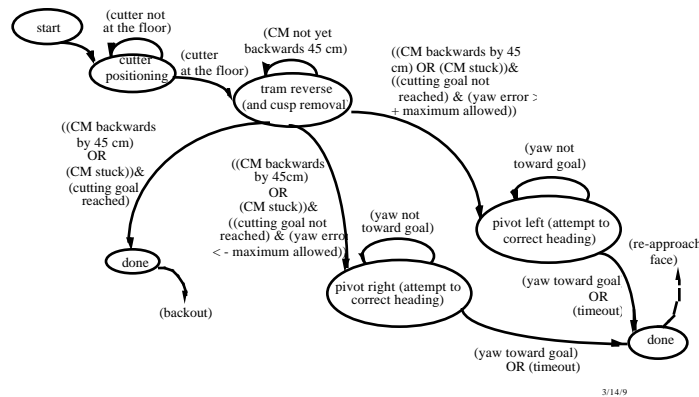 start
(cutter not
at the floor)
cutter
positioning
(cutter
at the floor)
(CM not yet
backwards 45 cm)
tram reverse
(and cusp removal
((CM backwards by 45
cm) OR (CM stuck))&
((cutting goal not
reached) & (yaw error >
+ maximum allowed))
((CM backwards
by 45 cm)
OR
(CM stuck))&
(cutting goal
reached)
((CM backwards
by 45cm)
OR
(CM stuck))&
((cutting goal not
reached) & (yaw error
< - maximum allowed))
(yaw not
toward goal)
pivot left (attempt to
correct heading)
(yaw not
toward goal)
pivot right (attempt to
correct heading)
done
(backout)
(re-approach
face)
(yaw toward goal
OR
(timeout)
done
(yaw toward goal)
OR (timeout)
3/14/9